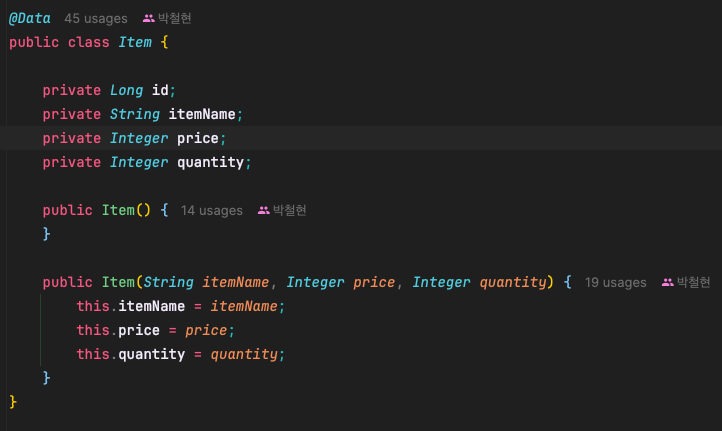 @Data 45 usages 박철현
public class Item {
private Long id;
private String itemName;
private Integer price;
private Integer quantity;
public Item() { 14 usages 박철현
}
public Item(String itemName, Integer price, Integer quantity) { 19 usages 박철현
this.itemName = itemName;
this.price = price;
this.quantity = quantity;
}
}